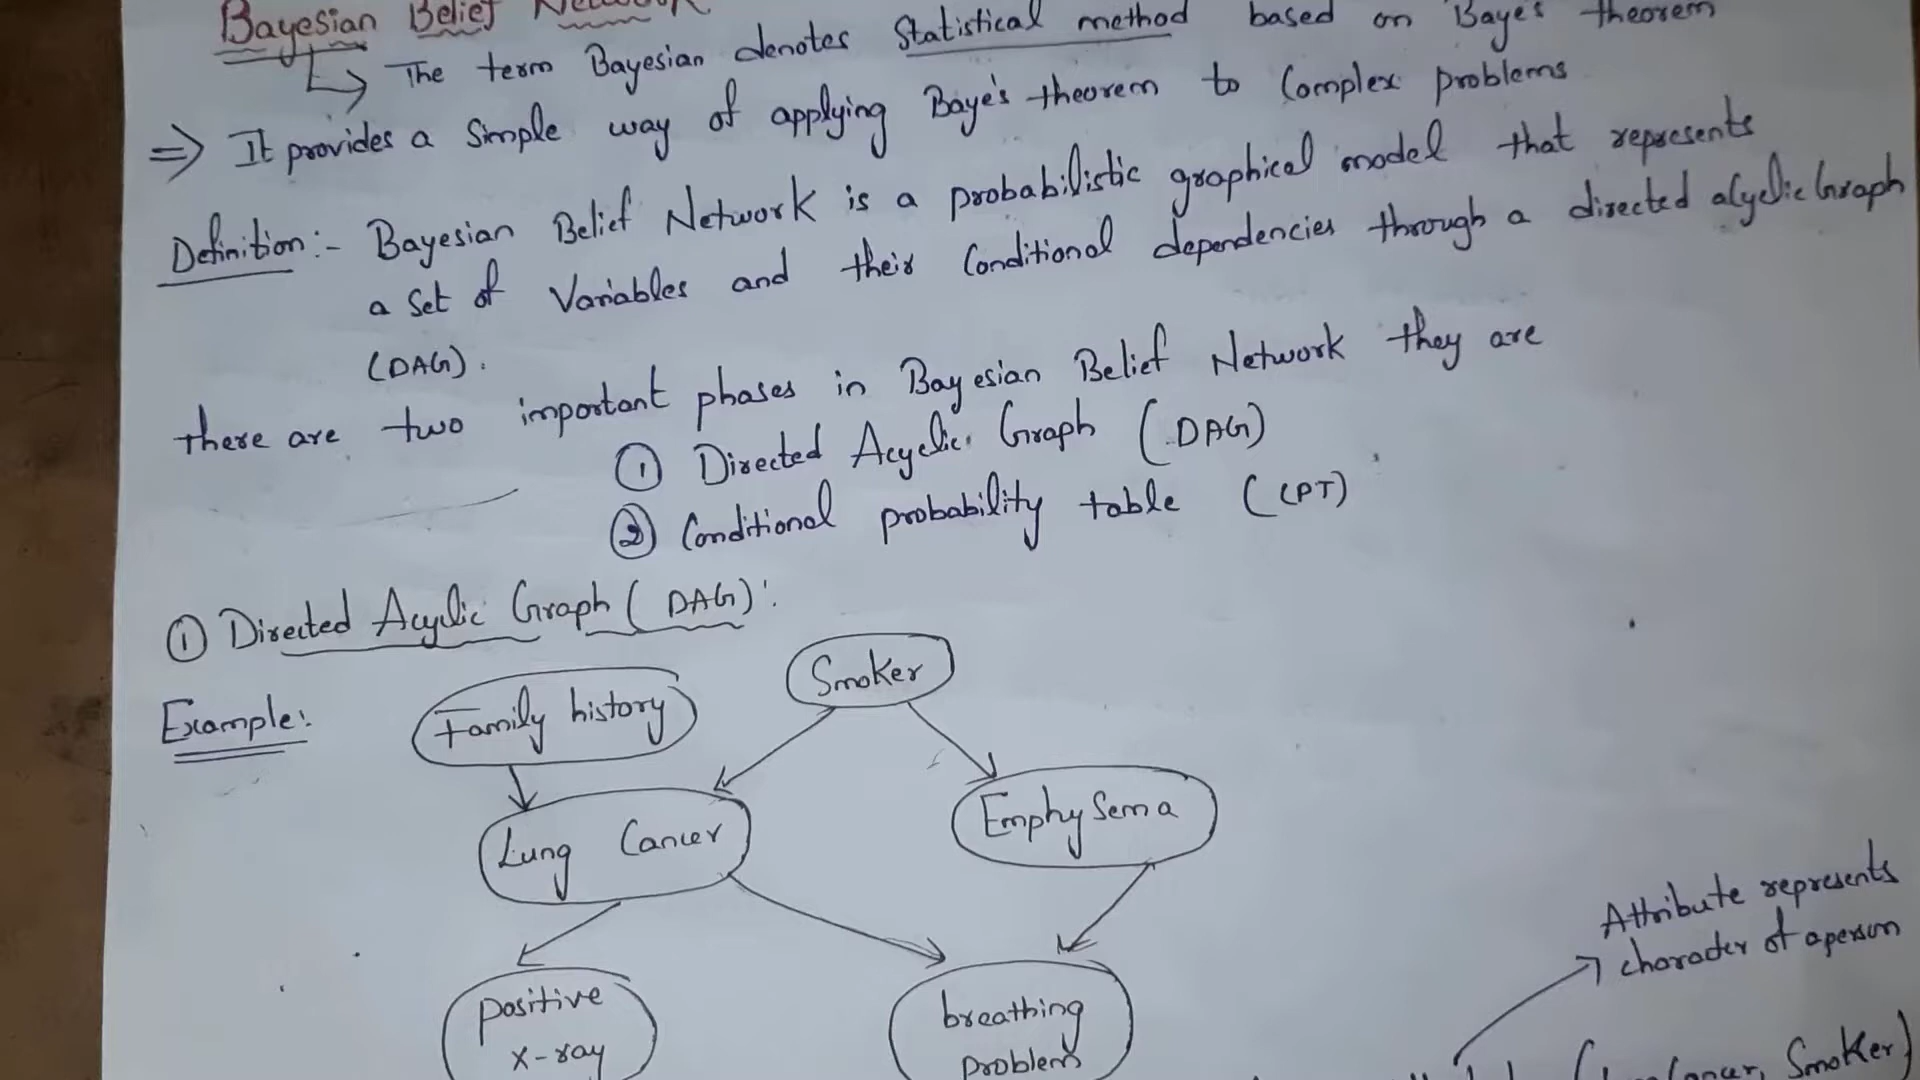 Bayesian Belief Network
The term Bayesian denotes Statistical method based on Baye's theorem
=> It provides a Simple way of applying Baye's theorem to Complex problems
Definition:- Bayesian Belief Network is a probabilistic graphical model that represents
a Set of Variables and their Conditional dependencies through a directed aCyclic Graph
(DAG).
there are two important phases in Bayesian Belief Network they are
① Directed Acyclic Graph (DAG)
② Conditional probability table (CPT)
① Directed Acyclic Graph (DAG):
Example:
Family history
Smoker
Lung Cancer
Emphysema
Attribute represents
character of a person
positive
x-ray
breathing
problem
Cancer, Smoker)